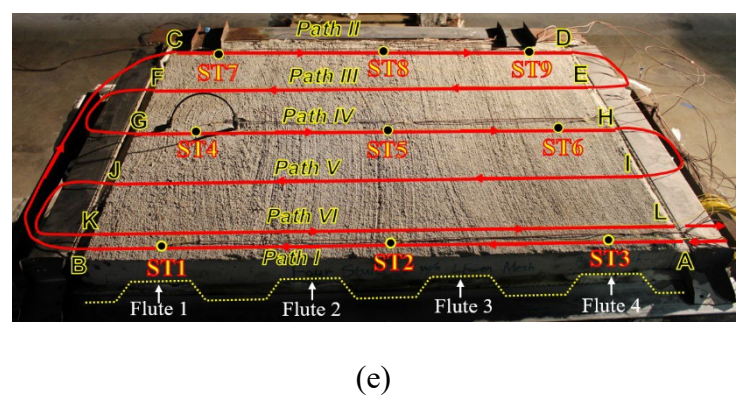 C Path II D
ST7 ST8 ST9
F Path III E
G Path IV H
ST4 ST5 ST6
J Path V I
K Path VI L
B ST1 Path I ST2 ST3 A
Mesh
Flute 1 Flute 2 Flute 3 Flute 4
(e)